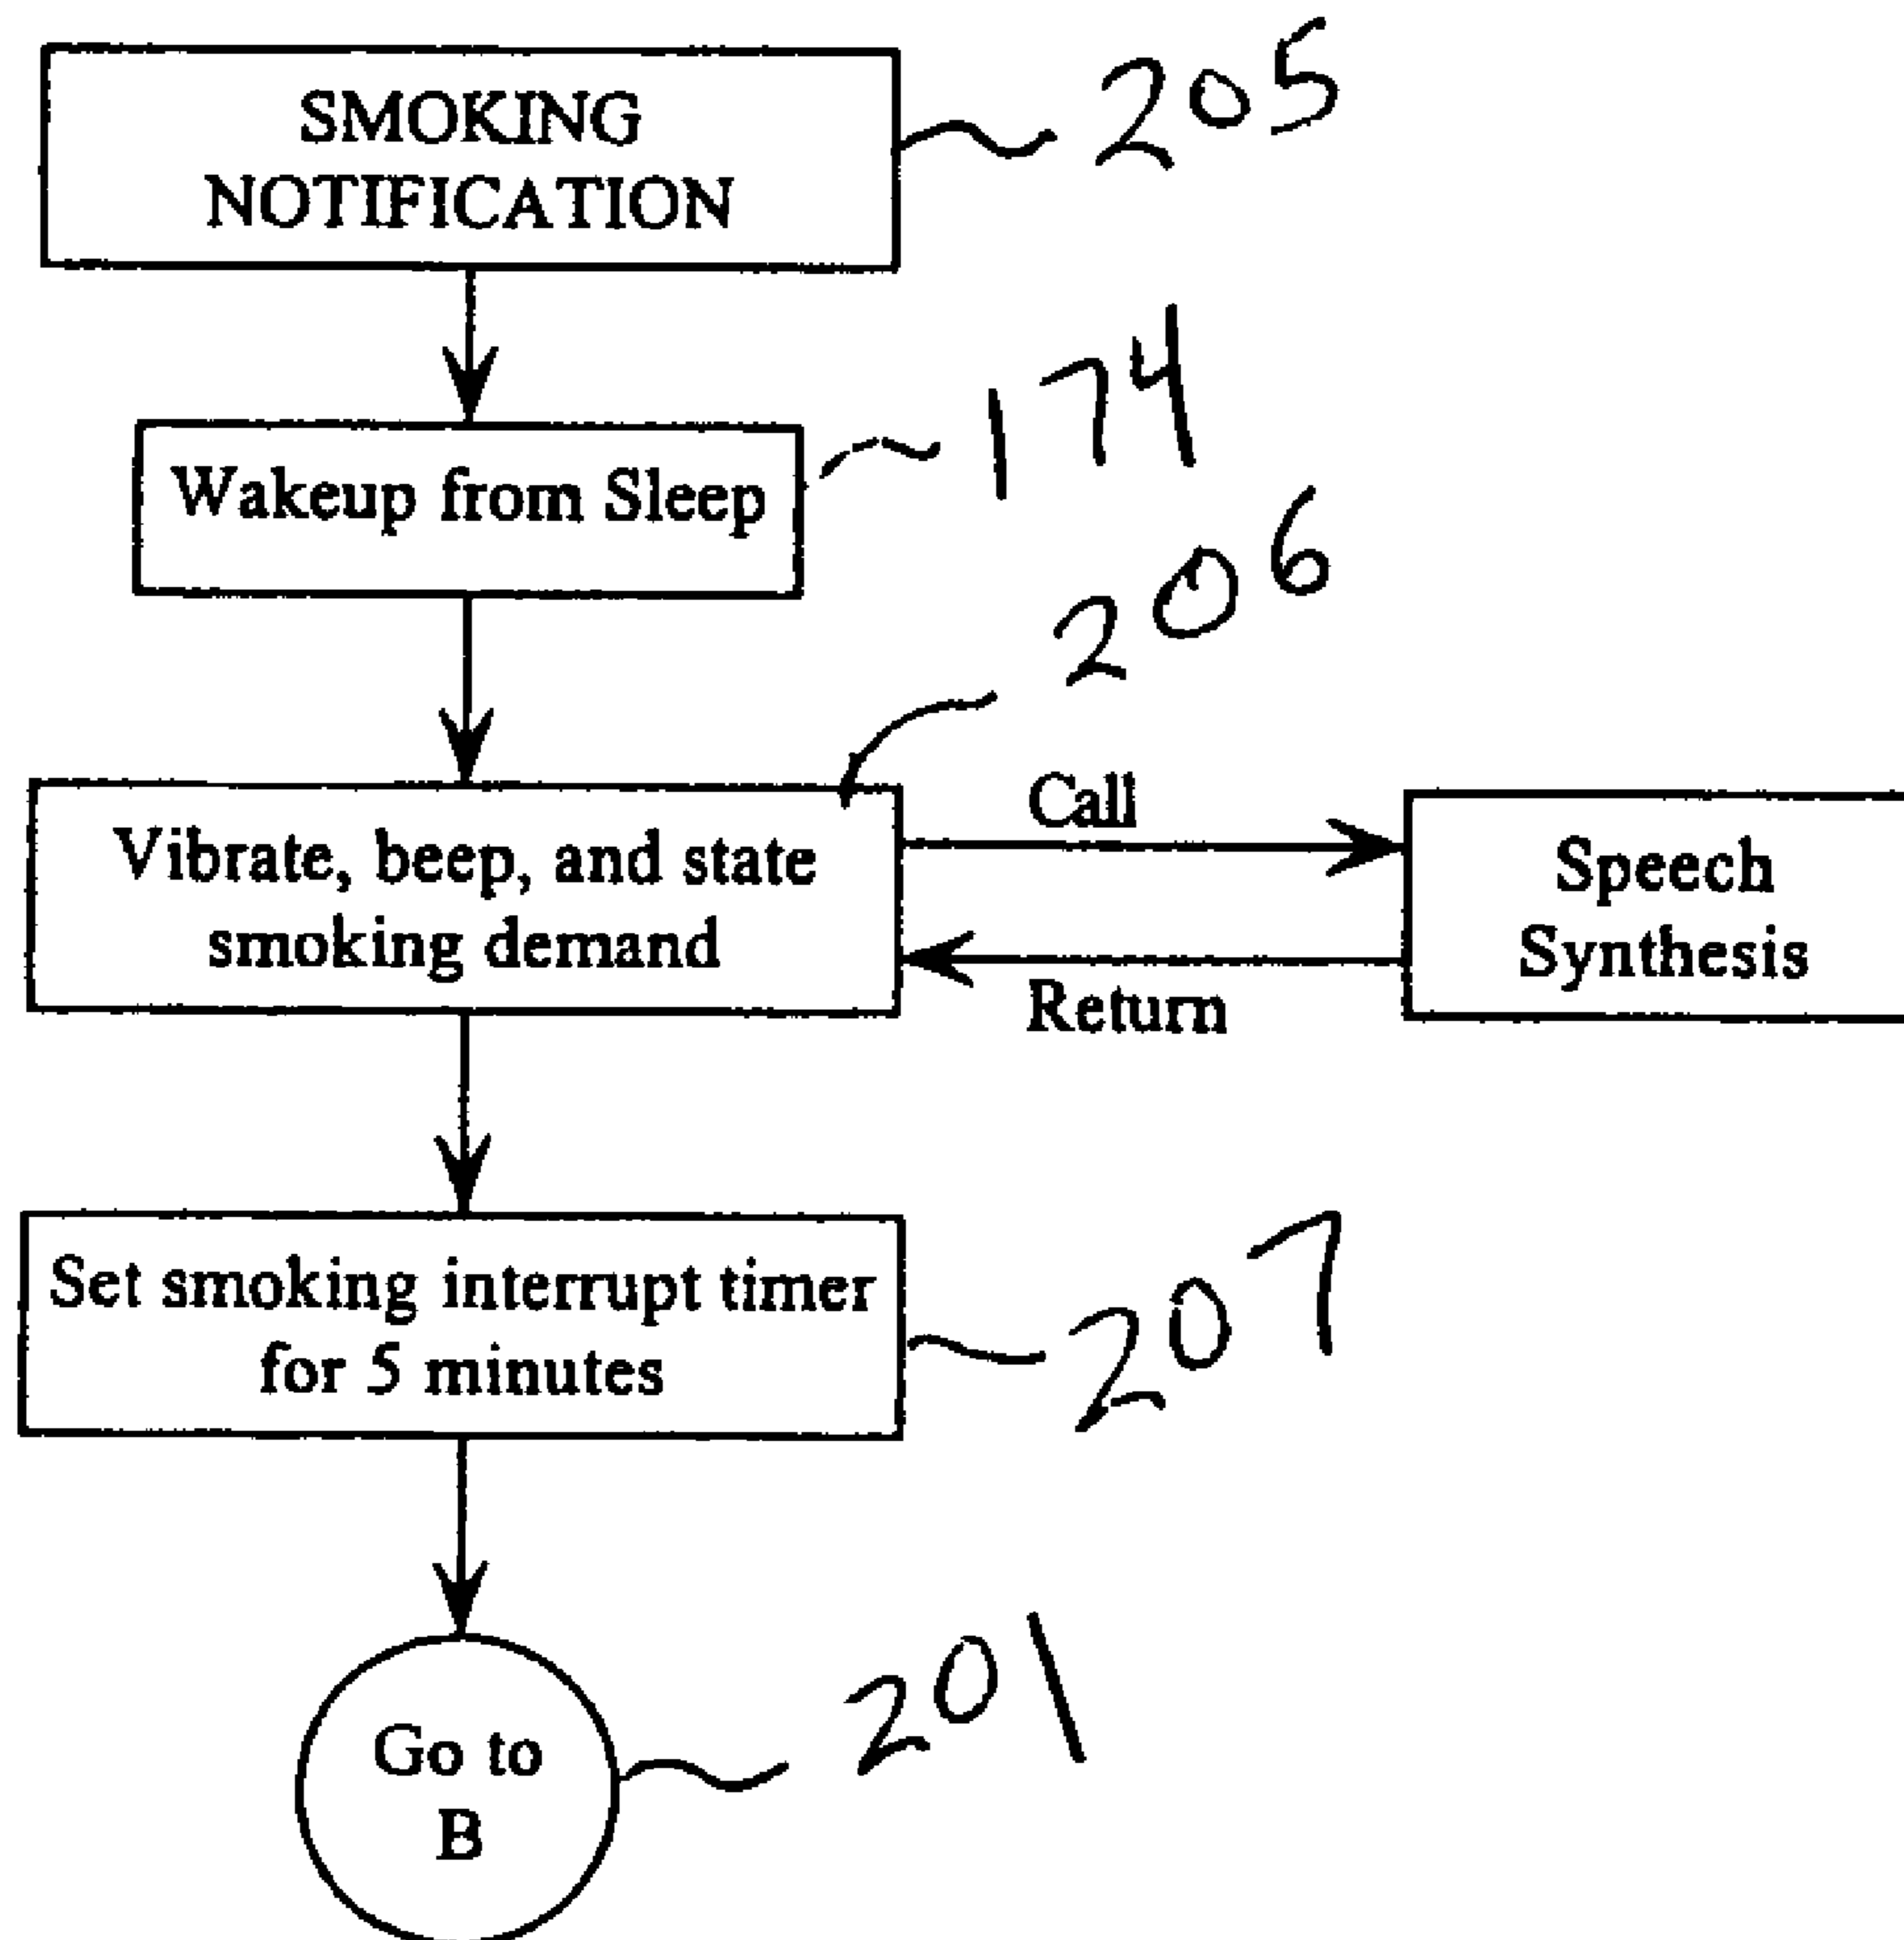 SMOKING
NOTIFICATION
205
Wakeup from Sleep
174
206
Vibrate, beep, and state
smoking demand
Call
Return
Speech
Synthesis
Set smoking interrupt timer
for 5 minutes
207
Go to
B
201